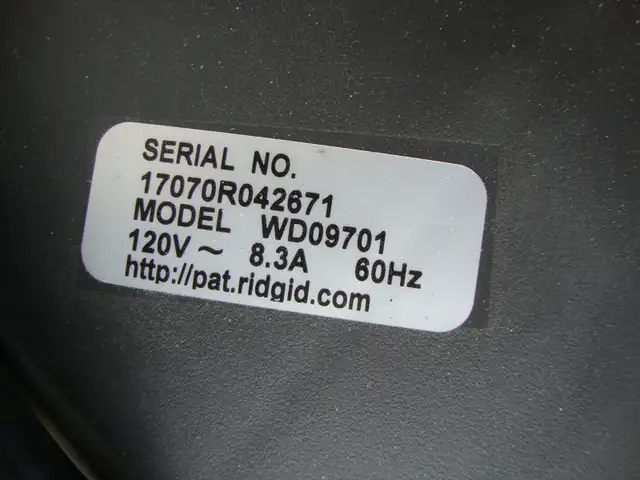 SERIAL NO.
17070R042671
MODEL WD09701
120V ~ 8.3A 60Hz
http://pat.ridgid.com